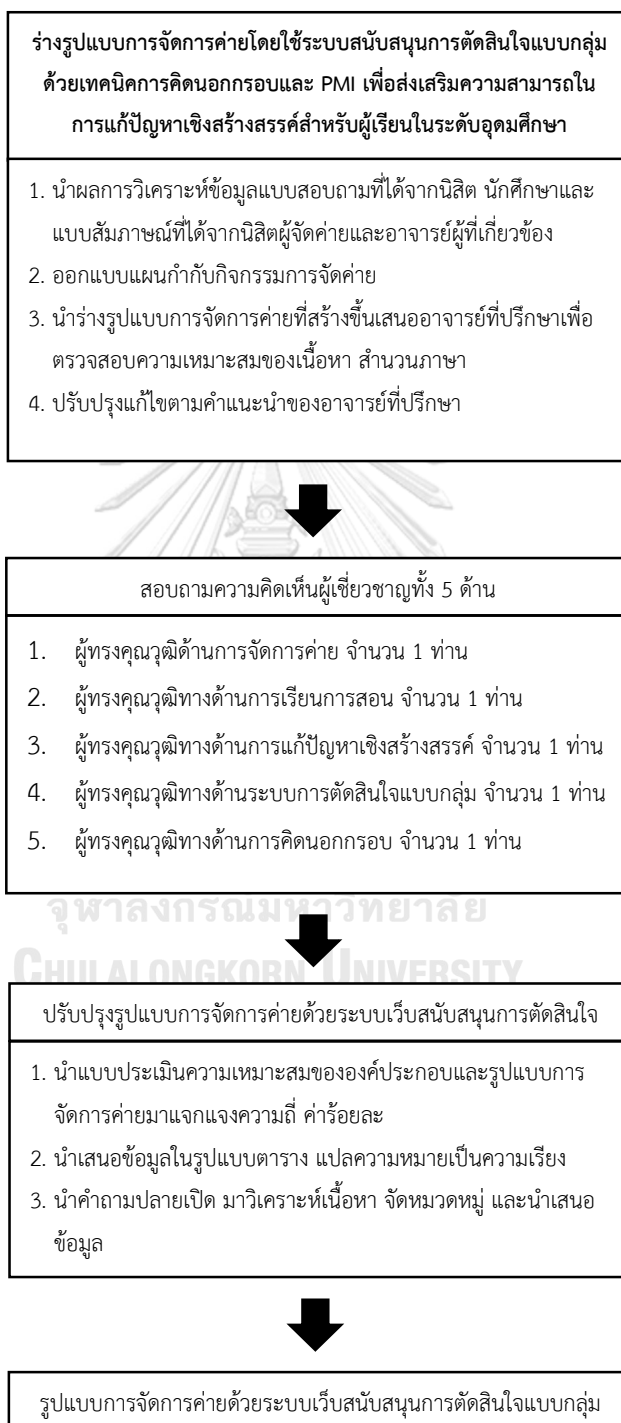 ร่างรูปแบบการจัดการค่ายโดยใช้ระบบสนับสนุนการตัดสินใจแบบกลุ่ม
ด้วยเทคนิคการคิดนอกกรอบและ PMI เพื่อส่งเสริมความสามารถใน
การแก้ปัญหาเชิงสร้างสรรค์สำหรับผู้เรียนในระดับอุดมศึกษา
1. นำผลการวิเคราะห์ข้อมูลแบบสอบถามที่ได้จากนิสิต นักศึกษาและ
แบบสัมภาษณ์ที่ได้จากนิสิตผู้จัดค่ายและอาจารย์ผู้ที่เกี่ยวข้อง
2. ออกแบบแผนกำกับกิจกรรมการจัดค่าย
3. นำร่างรูปแบบการจัดการค่ายที่สร้างขึ้นเสนออาจารย์ที่ปรึกษาเพื่อ
ตรวจสอบความเหมาะสมของเนื้อหา สำนวนภาษา
4. ปรับปรุงแก้ไขตามคำแนะนำของอาจารย์ที่ปรึกษา
สอบถามความคิดเห็นผู้เชี่ยวชาญทั้ง 5 ด้าน
1. ผู้ทรงคุณวุฒิด้านการจัดการค่าย จำนวน 1 ท่าน
2. ผู้ทรงคุณวุฒิทางด้านการเรียนการสอน จำนวน 1 ท่าน
3. ผู้ทรงคุณวุฒิทางด้านการแก้ปัญหาเชิงสร้างสรรค์ จำนวน 1 ท่าน
4. ผู้ทรงคุณวุฒิทางด้านระบบการตัดสินใจแบบกลุ่ม จำนวน 1 ท่าน
5. ผู้ทรงคุณวุฒิทางด้านการคิดนอกกรอบ จำนวน 1 ท่าน
จุฬาลงกรณ์มหาวิทยาลัย
CHULALONGKORN UNIVERSITY
ปรับปรุงรูปแบบการจัดการค่ายด้วยระบบเว็บสนับสนุนการตัดสินใจ
1. นำแบบประเมินความเหมาะสมขององค์ประกอบและรูปแบบการ
จัดการค่ายมาแจกแจงความถี่ ค่าร้อยละ
2. นำเสนอข้อมูลในรูปแบบตาราง แปลความหมายเป็นความเรียง
3. นำคำถามปลายเปิด มาวิเคราะห์เนื้อหา จัดหมวดหมู่ และนำเสนอ
ข้อมูล
รูปแบบการจัดการค่ายด้วยระบบเว็บสนับสนุนการตัดสินใจแบบกลุ่ม